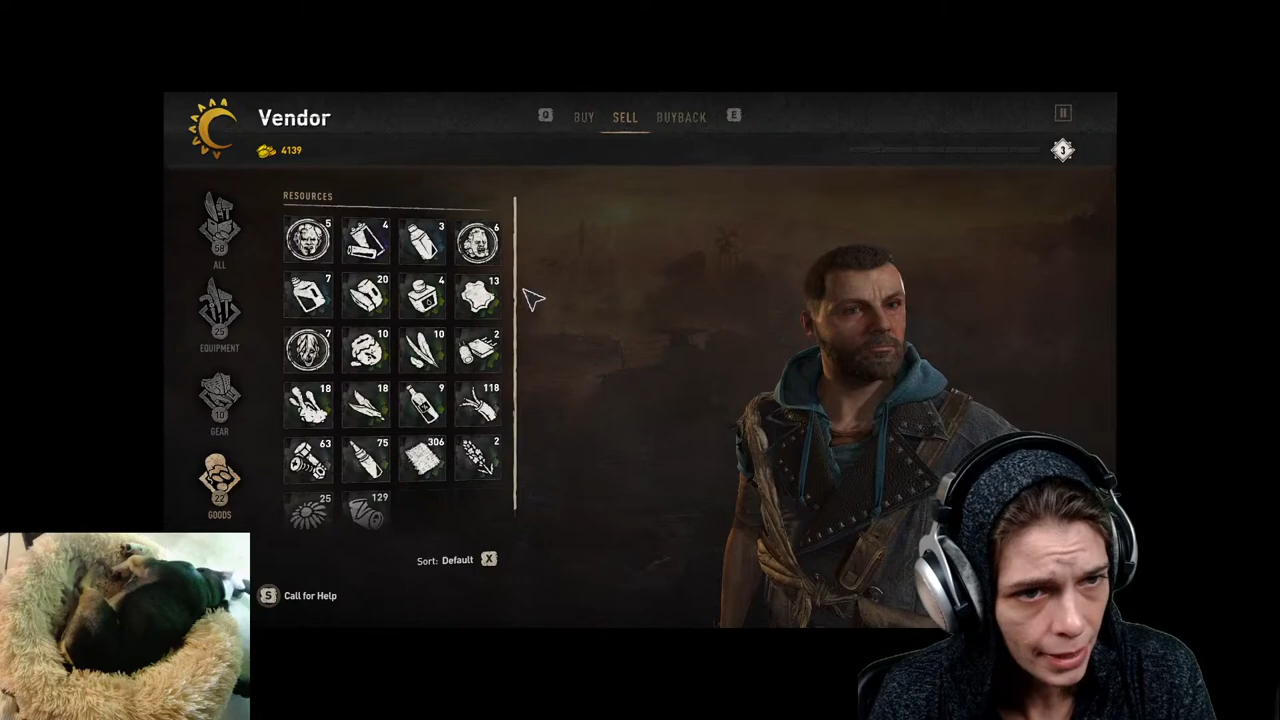 Vendor
4139
Q BUY SELL BUYBACK E
3
58
ALL
25
EQUIPMENT
10
GEAR
22
GOODS
RESOURCES
5 4 3 6
7 20 4 13
7 10 10 2
18 18 9 118
63 75 306 2
25 129
Sort: Default X
S Call for Help